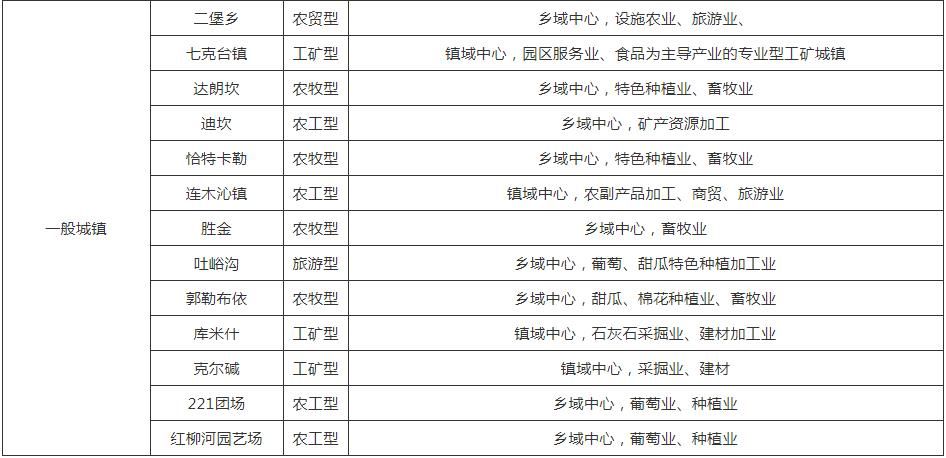 二堡乡 农贸型 乡域中心，设施农业、旅游业、
七克台镇 工矿型 镇域中心，园区服务业、食品为主导产业的专业型工矿城镇
达朗坎 农牧型 乡域中心，特色种植业、畜牧业
迪坎 农工型 乡域中心，矿产资源加工
恰特卡勒 农牧型 乡域中心，特色种植业、畜牧业
连木沁镇 农工型 镇域中心，农副产品加工、商贸、旅游业
一般城镇 胜金 农牧型 乡域中心，畜牧业
吐峪沟 旅游型 乡域中心，葡萄、甜瓜特色种植加工业
郭勒布依 农牧型 乡域中心，甜瓜、棉花种植业、畜牧业
库米什 工矿型 镇域中心，石灰石采掘业、建材加工业
克尔碱 工矿型 镇域中心，采掘业、建材
221团场 农工型 乡域中心，葡萄业、种植业
红柳河园艺场 农工型 乡域中心，葡萄业、种植业